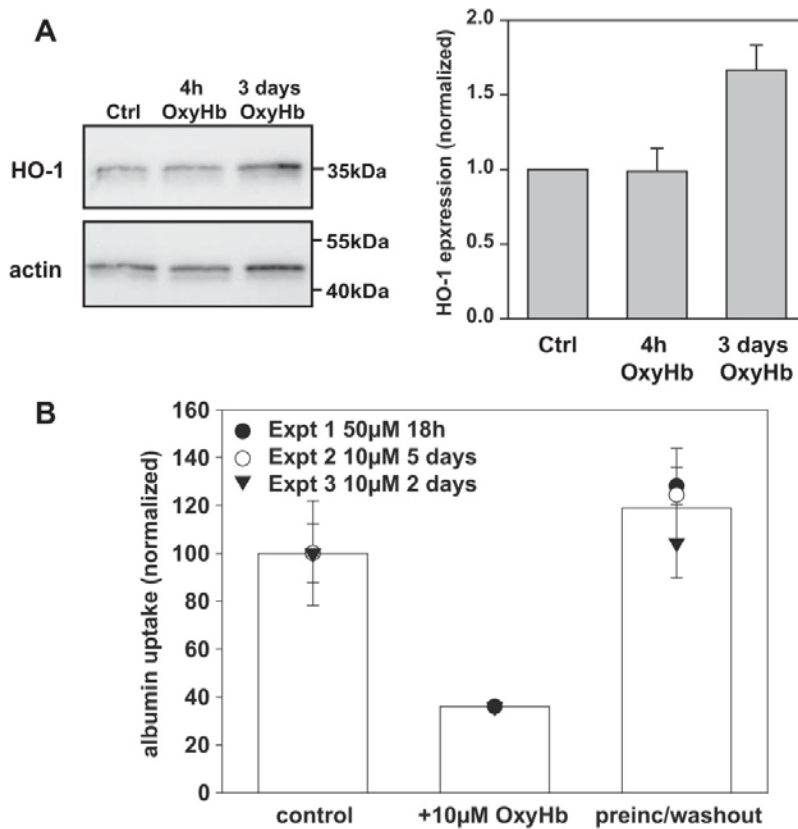 A
Ctrl
4h
OxyHb
3 days
OxyHb
HO-1
35kDa
actin
55kDa
40kDa
HO-1 epxression (normalized)
2.0
1.5
1.0
0.5
0.0
Ctrl
4h
OxyHb
3 days
OxyHb
B
albumin uptake (normalized)
160
140
120
100
80
60
40
20
0
Expt 1 50µM 18h
Expt 2 10µM 5 days
Expt 3 10µM 2 days
control
+10µM OxyHb
preinc/washout